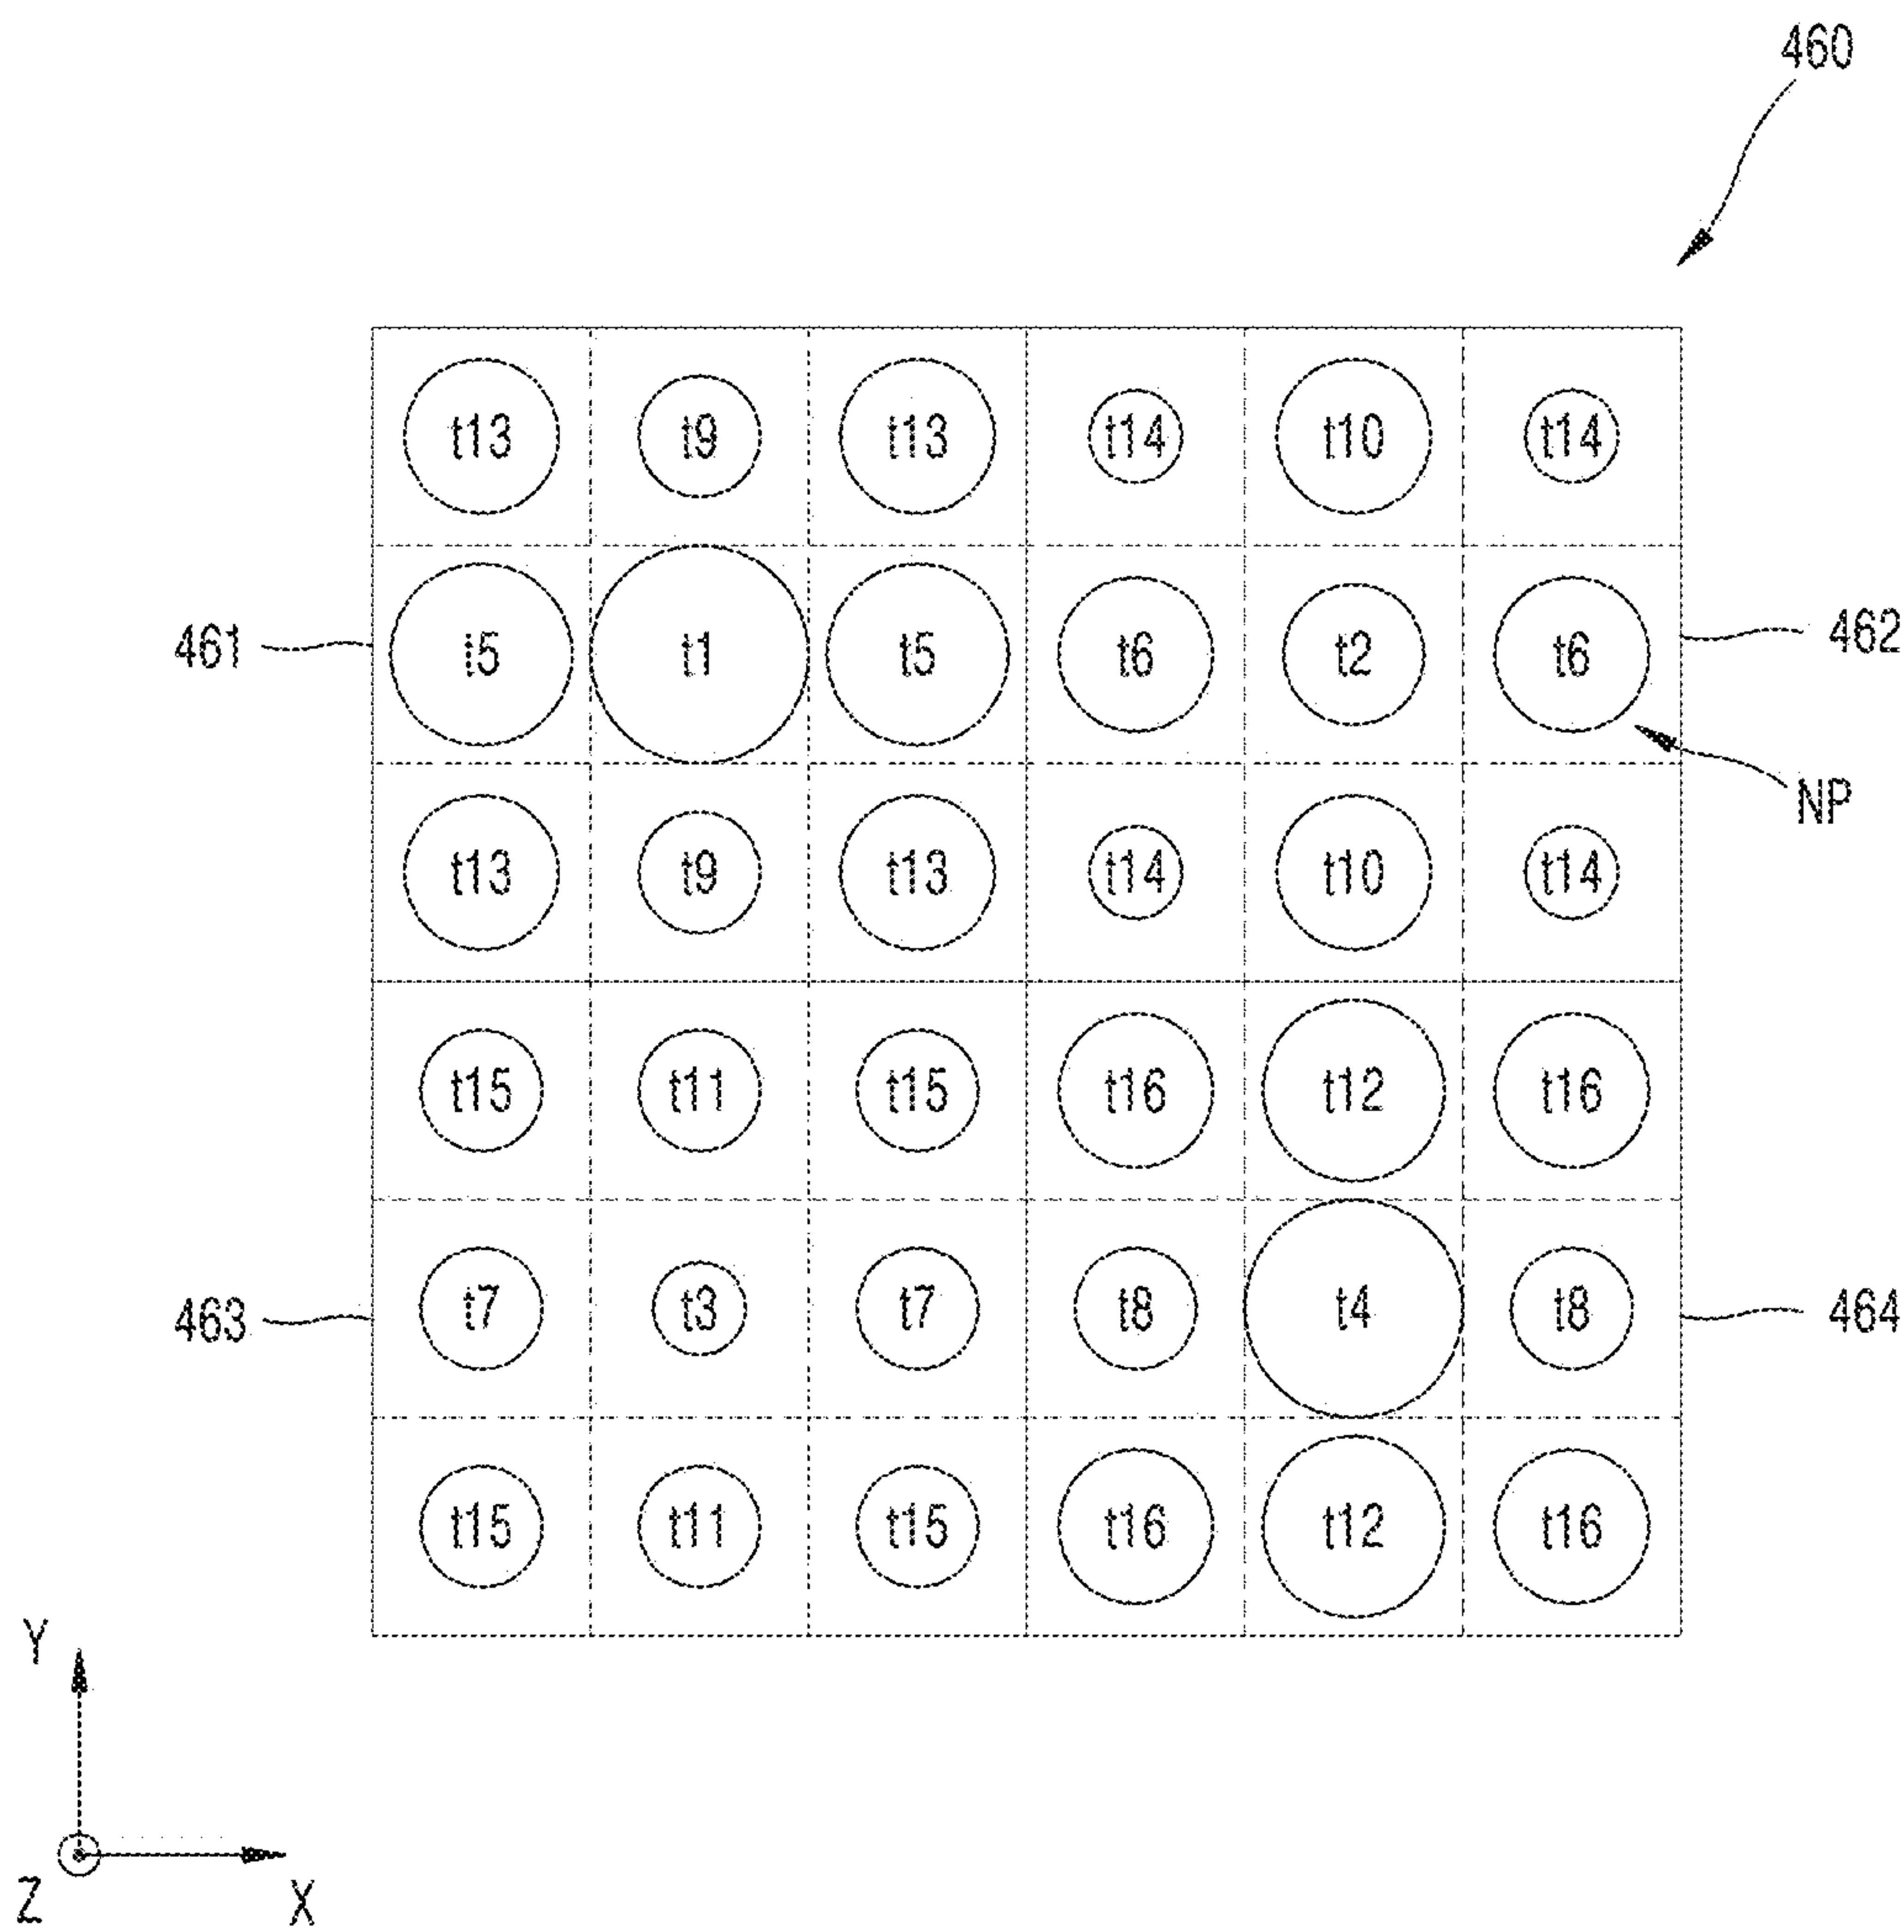 460
t13 t9 t13 t14 t10 t14
461 t5 t1 t5 t6 t2 t6 462
NP
t13 t9 t13 t14 t10 t14
t15 t11 t15 t16 t12 t16
463 t7 t3 t7 t8 t4 t8 464
t15 t11 t15 t16 t12 t16
Y
Z X